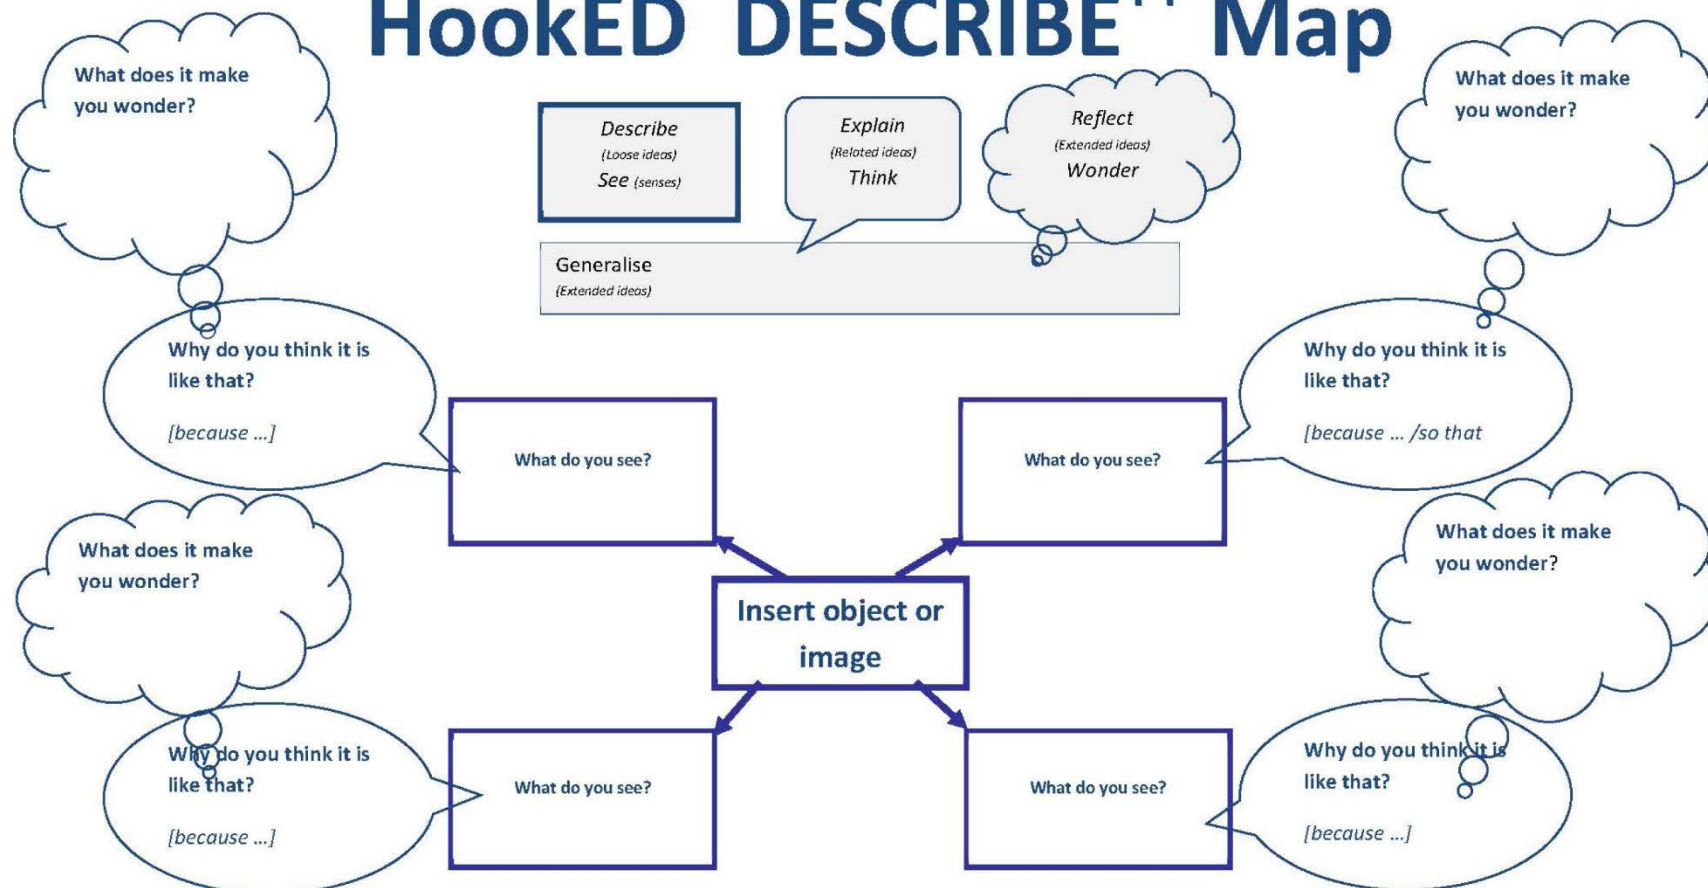 HookED DESCRIBE++ Map
What does it make
you wonder?
What does it make
you wonder?
Describe
(Loose ideas)
See (senses)
Explain
(Related ideas)
Think
Reflect
(Extended ideas)
Wonder
Generalise
(Extended ideas)
Why do you think it is
like that?
[because ...]
What do you see?
What do you see?
Why do you think it is
like that?
[because ... /so that
What does it make
you wonder?
What does it make
you wonder?
Insert object or
image
Why do you think it is
like that?
[because ...]
What do you see?
What do you see?
Why do you think it is
like that?
[because ...]